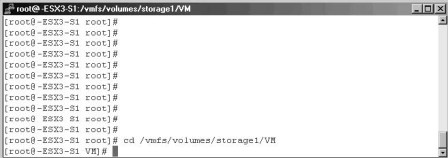 root@-ESX3-S1:/vmfs/volumes/storage1/VM
[root@-ESX3-S1 root]#
[root@-ESX3-S1 root]#
[root@-ESX3-S1 root]#
[root@-ESX3-S1 root]#
[root@-ESX3-S1 root]#
[root@-ESX3-S1 root]#
[root@-ESX3-S1 root]#
[root@-ESX3-S1 root]#
[root@-ESX3-S1 root]#
[root@ ESX3 S1 root]#
[root@-ESX3-S1 root]#
[root@-ESX3-S1 root]# cd /vmfs/volumes/storage1/VM
[root@-ESX3-S1 VM]#